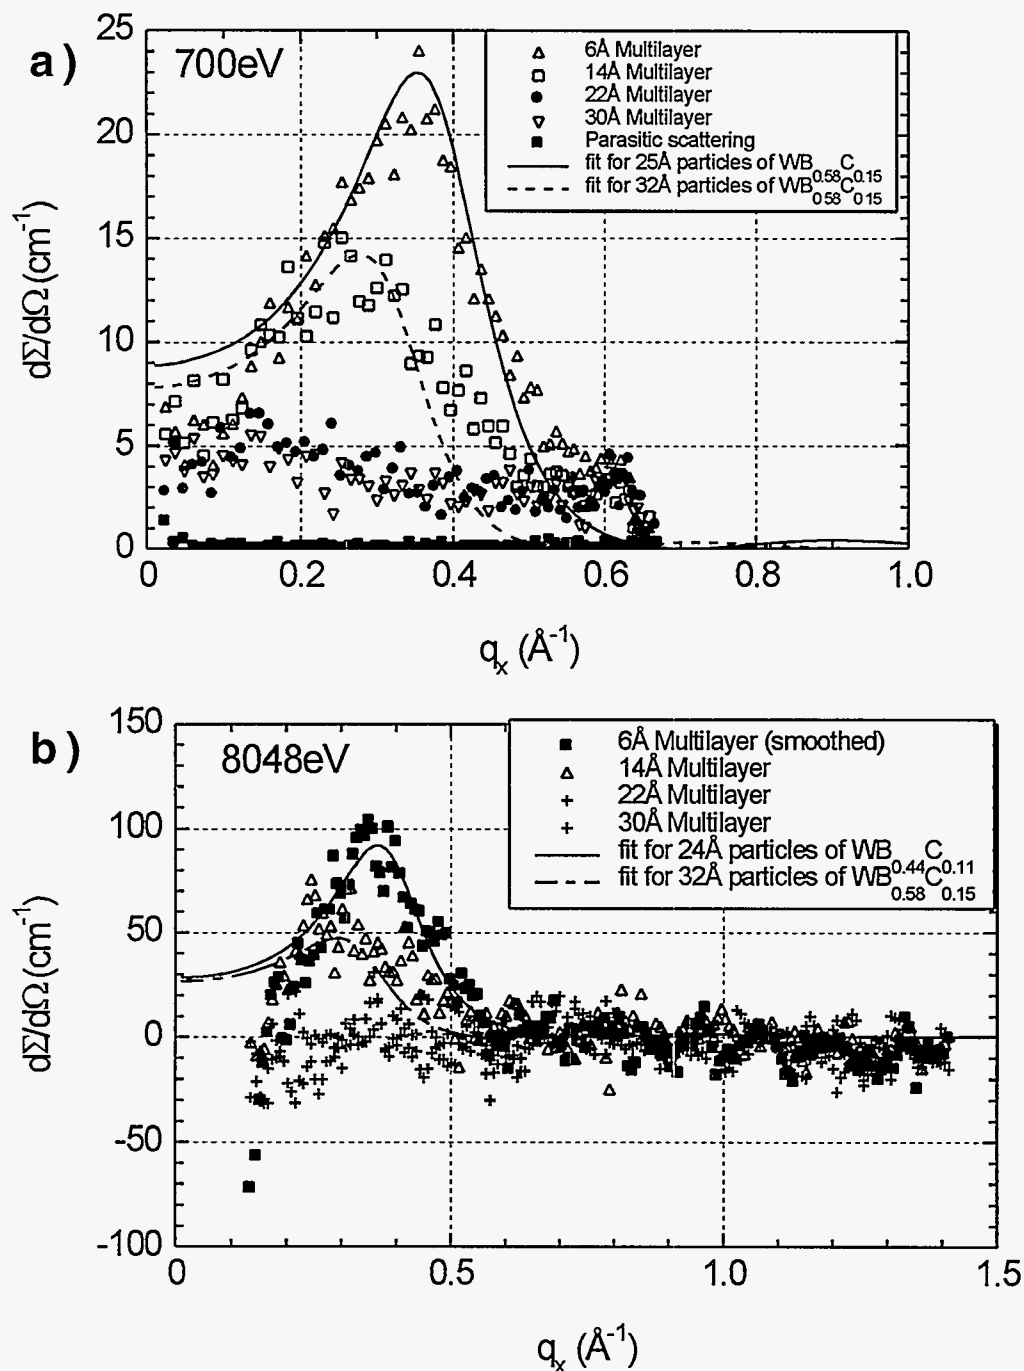 a)
700eV
6Å Multilayer
14Å Multilayer
22Å Multilayer
30Å Multilayer
Parasitic scattering
fit for 25Å particles of WB0.58C0.15
fit for 32Å particles of WB0.58C0.15
25
20
15
10
5
0
dΣ/dΩ (cm-1)
0 0.2 0.4 0.6 0.8 1.0
qx (Å-1)
b)
8048eV
6Å Multilayer (smoothed)
14Å Multilayer
22Å Multilayer
30Å Multilayer
fit for 24Å particles of WB0.44C0.11
fit for 32Å particles of WB0.58C0.15
150
100
50
0
-50
-100
dΣ/dΩ (cm-1)
0 0.5 1.0 1.5
qx (Å-1)